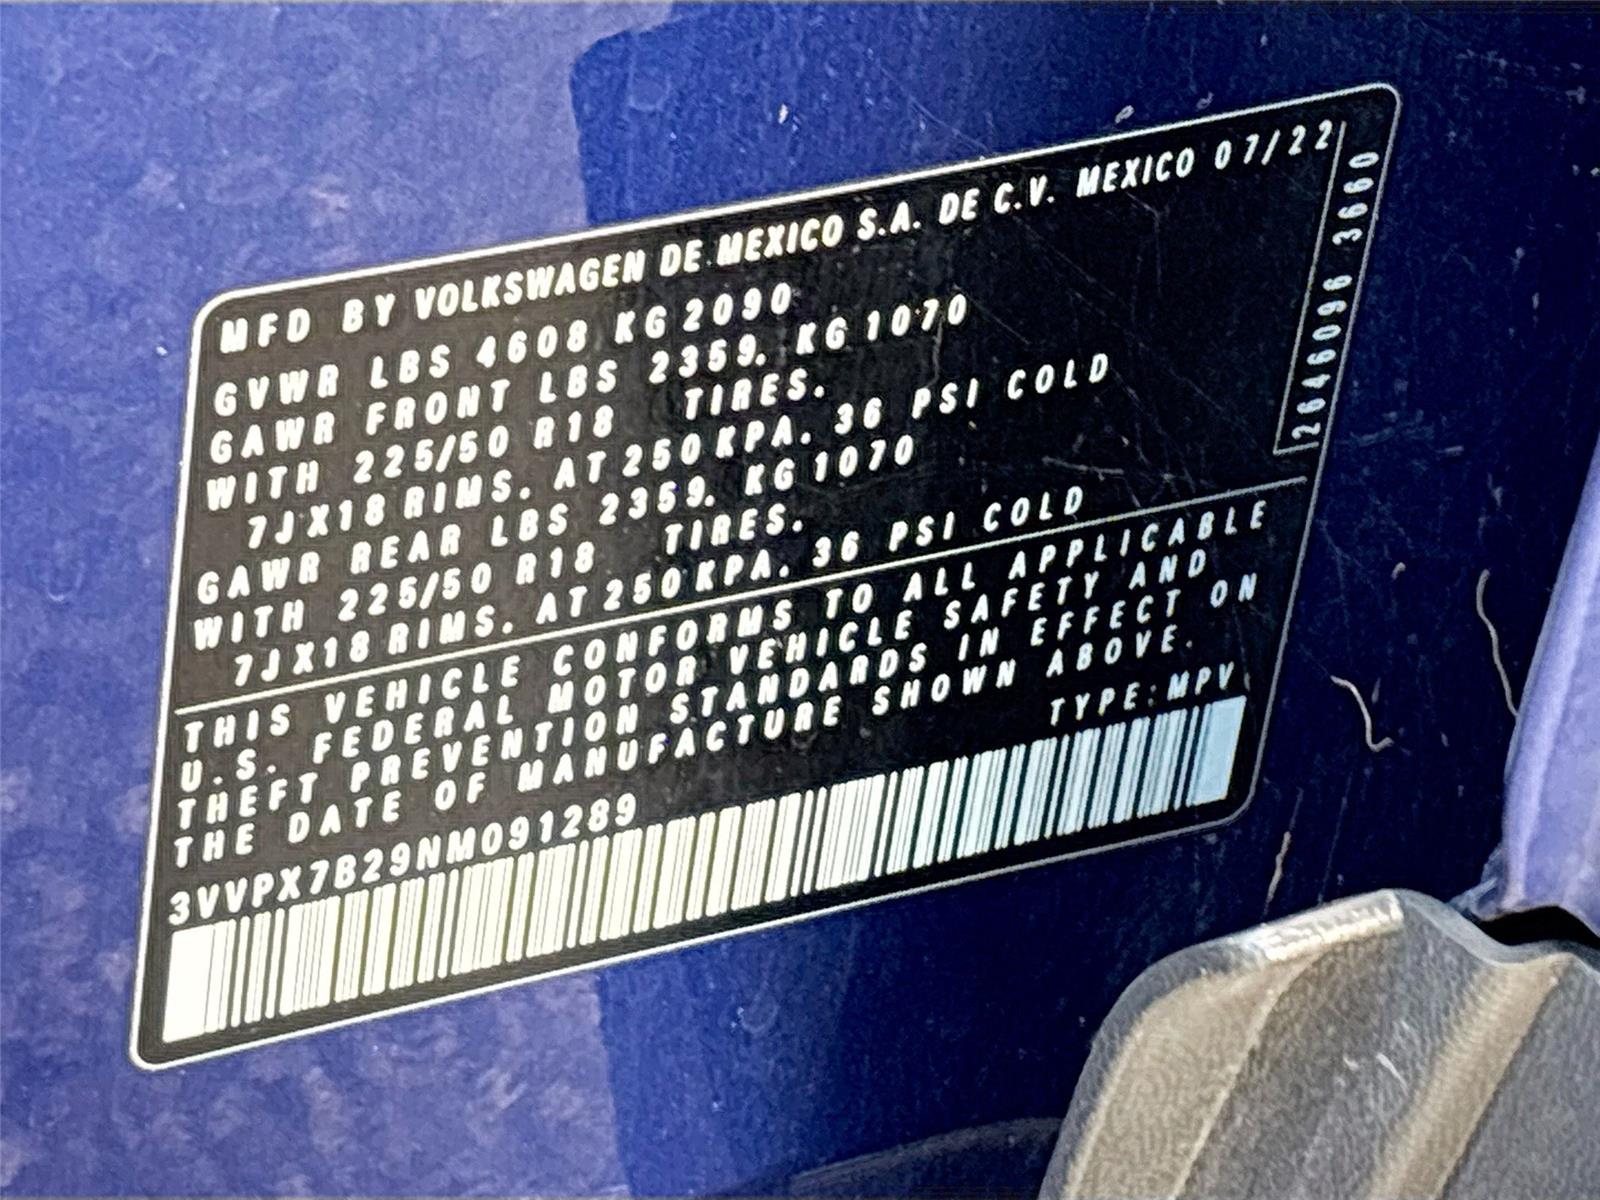 MFD BY VOLKSWAGEN DE MEXICO S.A. DE C.V. MEXICO 07/22
GVWR LBS 4608 KG 2090
GAWR FRONT LBS 2359. KG 1070
WITH 225/50 R18 TIRES.
7JX18 RIMS. AT 250 KPA. 36 PSI COLD
GAWR REAR LBS 2359. KG 1070
WITH 225/50 R18 TIRES.
7JX18 RIMS. AT 250 KPA. 36 PSI COLD
THIS VEHICLE CONFORMS TO ALL APPLICABLE
U.S. FEDERAL MOTOR VEHICLE SAFETY AND
THEFT PREVENTION STANDARDS IN EFFECT ON
THE DATE OF MANUFACTURE SHOWN ABOVE.
TYPE: MPV
3VVPX7B29NM091289
2646096 3660